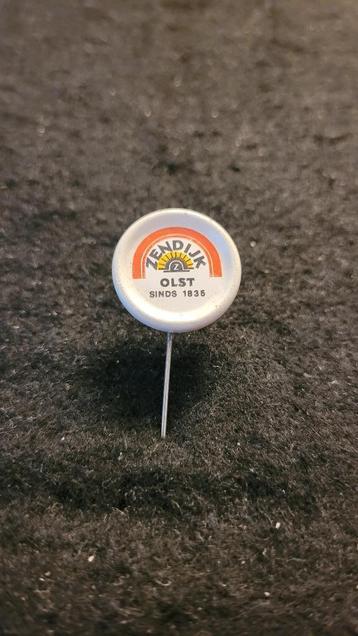 ZENDIJK
Z
OLST
SINDS 1835